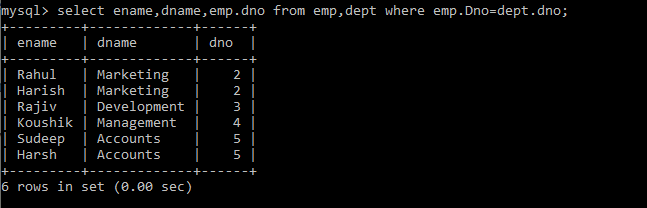 mysql> select ename,dname,emp.dno from emp,dept where emp.Dno=dept.dno;
+---------+-------------+------+
| ename   | dname       | dno  |
+---------+-------------+------+
| Rahul   | Marketing   |    2 |
| Harish  | Marketing   |    2 |
| Rajiv   | Development |    3 |
| Koushik | Management  |    4 |
| Sudeep  | Accounts    |    5 |
| Harsh   | Accounts    |    5 |
+---------+-------------+------+
6 rows in set (0.00 sec)